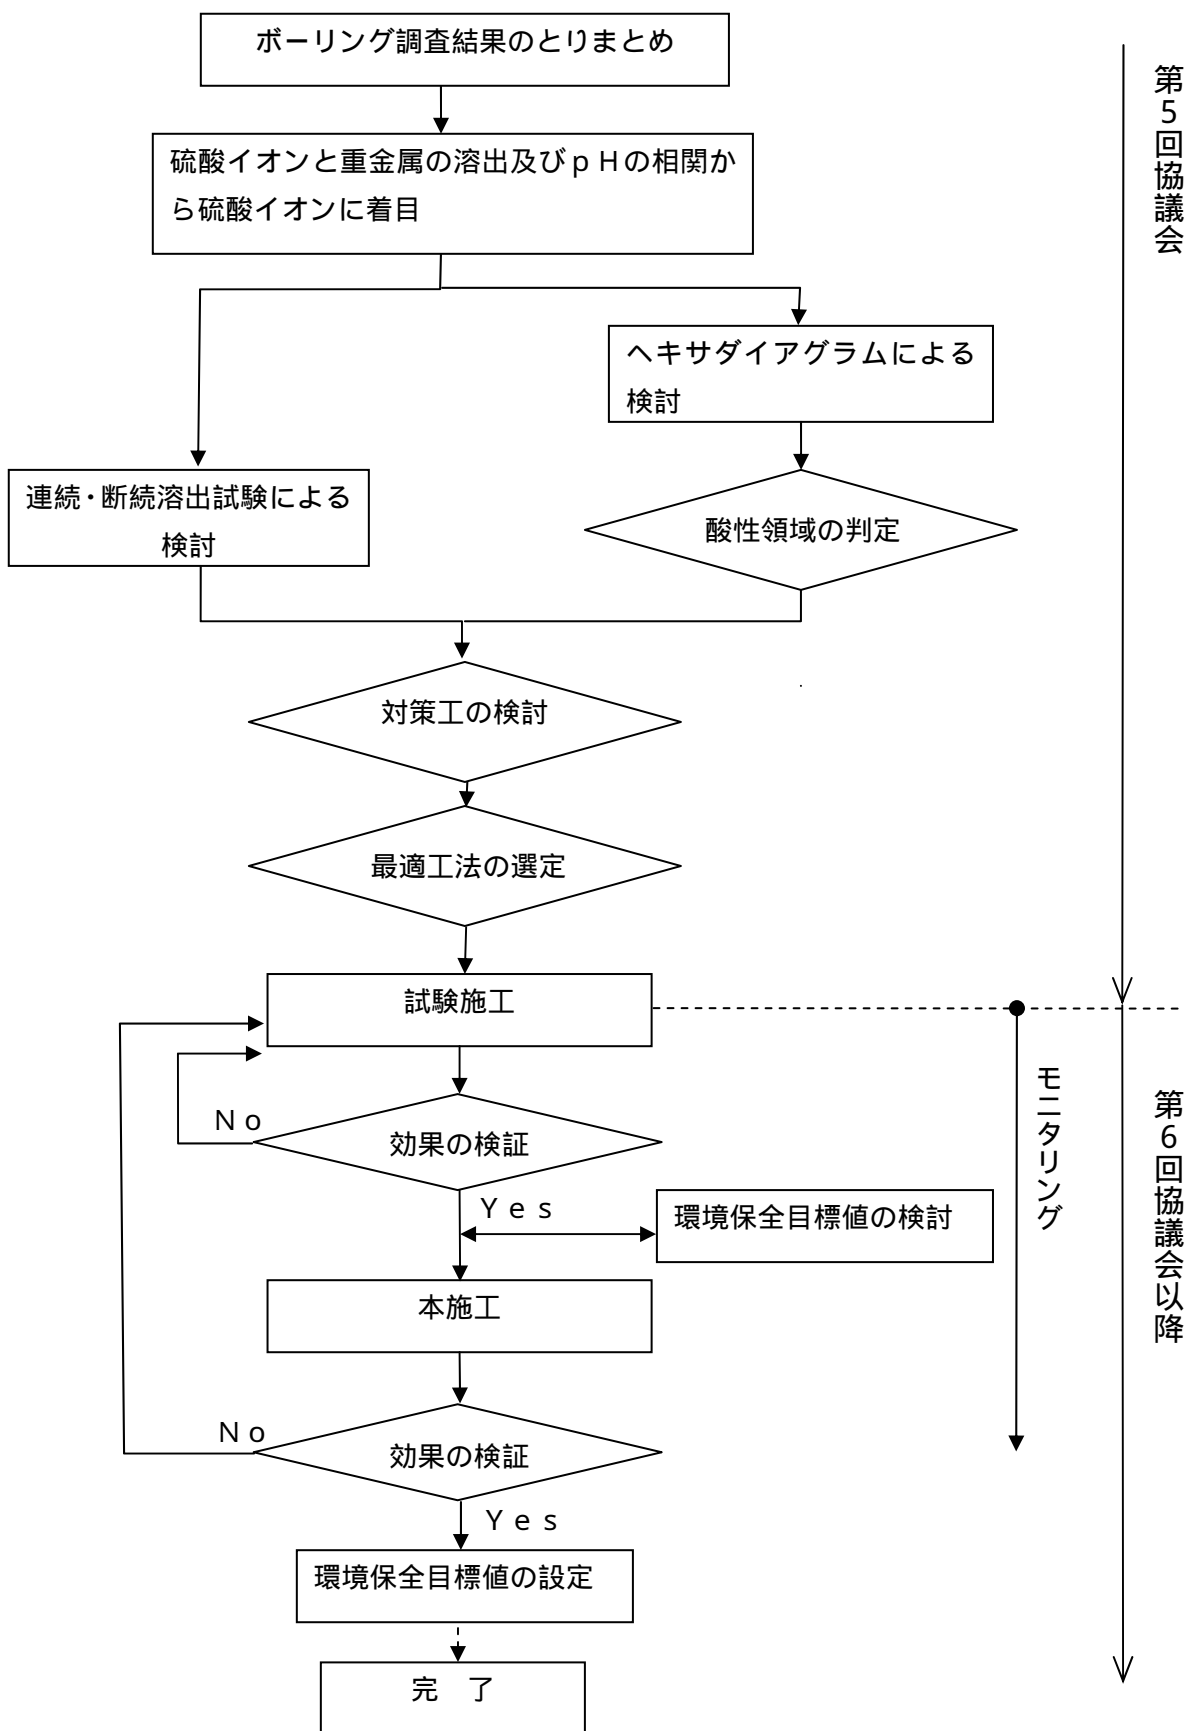 ボーリング調査結果のとりまとめ
第5回協議会
硫酸イオンと重金属の溶出及びｐＨの相関か
ら硫酸イオンに着目
ヘキサダイアグラムによる
検討
連続・断続溶出試験による
検討
酸性領域の判定
対策工の検討
最適工法の選定
試験施工
モニタリング
第6回協議会以降
Ｎｏ
効果の検証
Ｙｅｓ
環境保全目標値の検討
本施工
Ｎｏ
効果の検証
Ｙｅｓ
環境保全目標値の設定
完　了